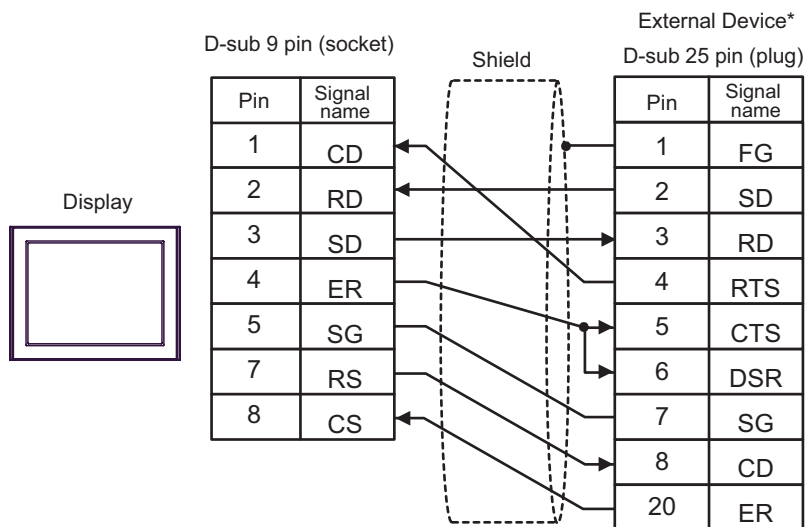 External Device*
D-sub 9 pin (socket)
Shield
D-sub 25 pin (plug)
Display
Pin Signal name
1 CD
2 RD
3 SD
4 ER
5 SG
7 RS
8 CS
Pin Signal name
1 FG
2 SD
3 RD
4 RTS
5 CTS
6 DSR
7 SG
8 CD
20 ER